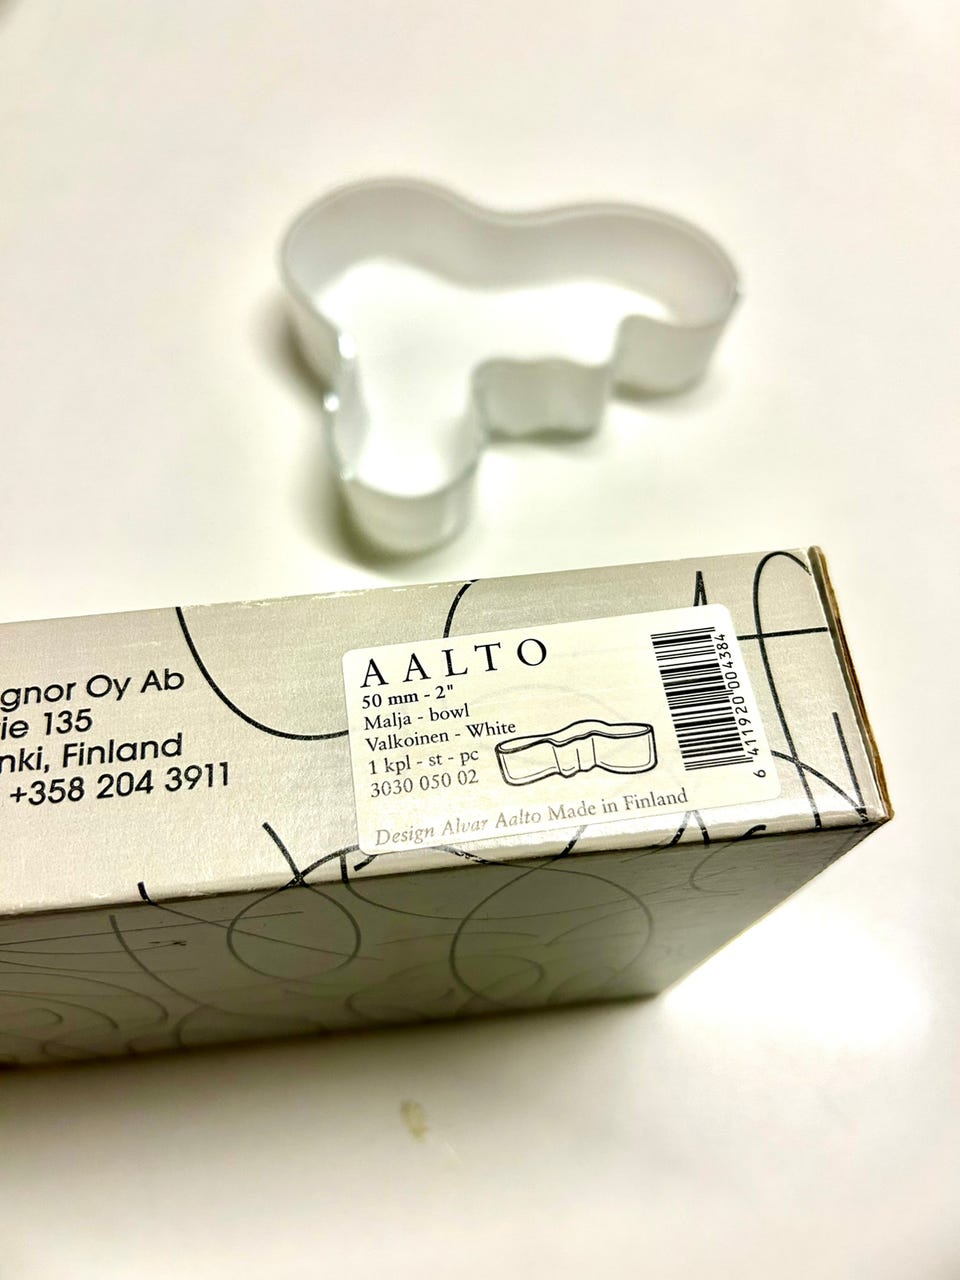 gnor Oy Ab
ie 135
nki, Finland
+358 204 3911
AALTO
50 mm - 2"
Malja - bowl
Valkoinen - White
1 kpl - st - pc
3030 050 02
Design Alvar Aalto Made in Finland
6 411920 004384